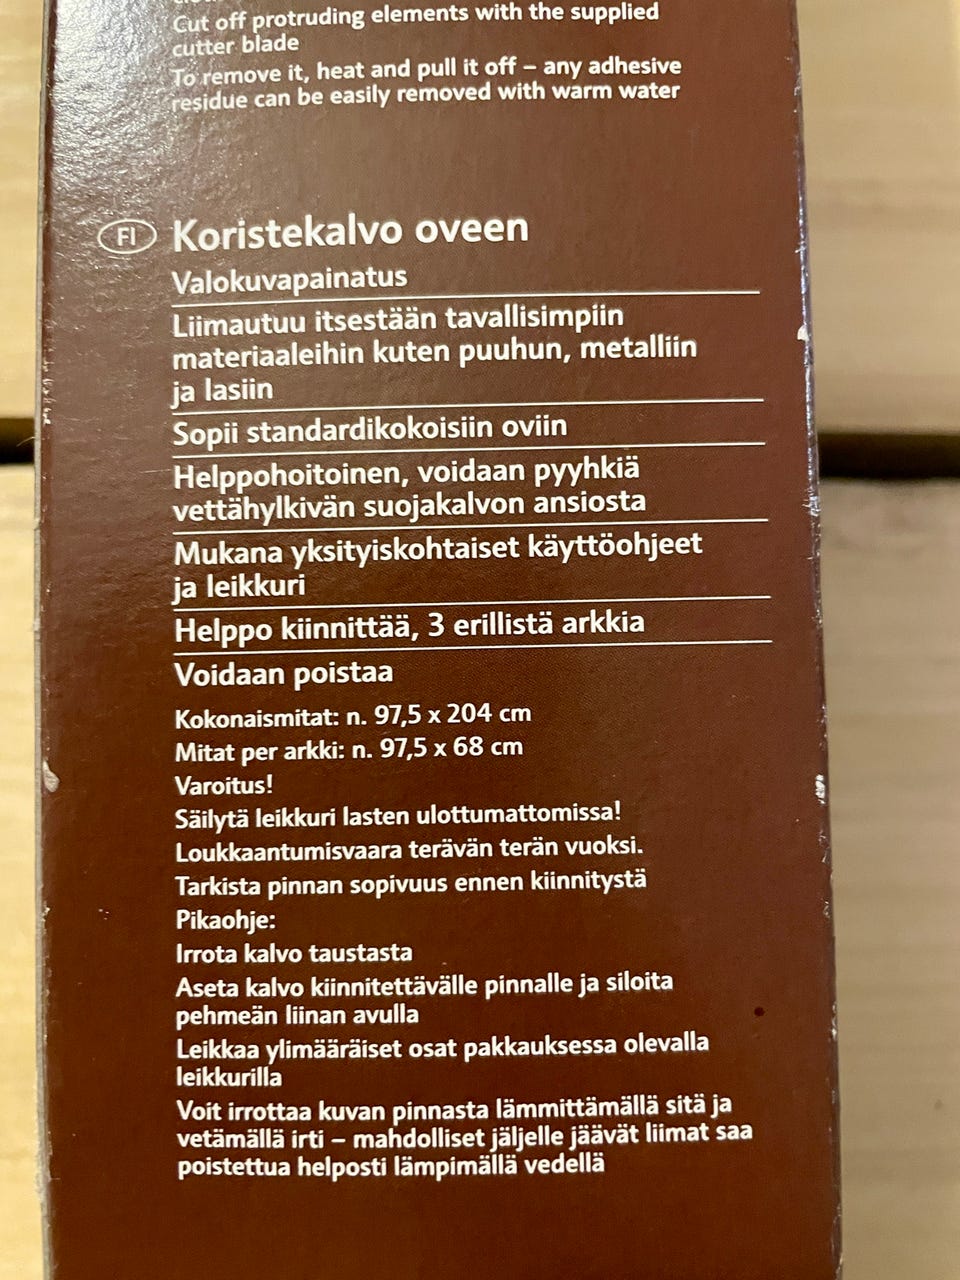 Cut off protruding elements with the supplied
cutter blade
To remove it, heat and pull it off – any adhesive
residue can be easily removed with warm water
FI Koristekalvo oveen
Valokuvapainatus
Liimautuu itsestään tavallisimpiin
materiaaleihin kuten puuhun, metalliin
ja lasiin
Sopii standardikokoisiin oviin
Helppohoitoinen, voidaan pyyhkiä
vettähylkivän suojakalvon ansiosta
Mukana yksityiskohtaiset käyttöohjeet
ja leikkuri
Helppo kiinnittää, 3 erillistä arkkia
Voidaan poistaa
Kokonaismitat: n. 97,5 x 204 cm
Mitat per arkki: n. 97,5 x 68 cm
Varoitus!
Säilytä leikkuri lasten ulottumattomissa!
Loukkaantumisvaara terävän terän vuoksi.
Tarkista pinnan sopivuus ennen kiinnitystä
Pikaohje:
Irrota kalvo taustasta
Aseta kalvo kiinnitettävälle pinnalle ja siloita
pehmeän liinan avulla
Leikkaa ylimääräiset osat pakkauksessa olevalla
leikkurilla
Voit irrottaa kuvan pinnasta lämmittämällä sitä ja
vetämällä irti – mahdolliset jäljelle jäävät liimat saa
poistettua helposti lämpimällä vedellä